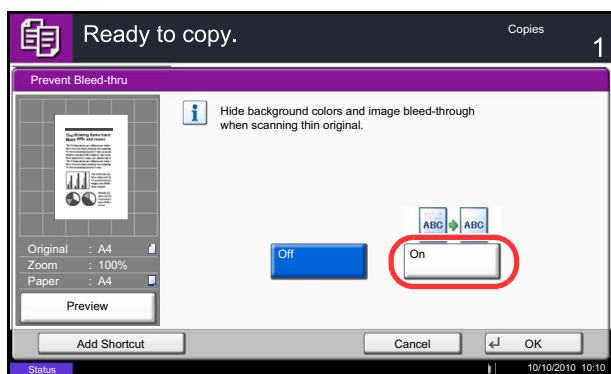 Ready to copy.
Copies
1
Prevent Bleed-thru
Hide background colors and image bleed-through
when scanning thin original.
ABC
ABC
Off
On
Original : A4
Zoom : 100%
Paper : A4
Preview
Add Shortcut
Cancel
OK
Status
10/10/2010 10:10